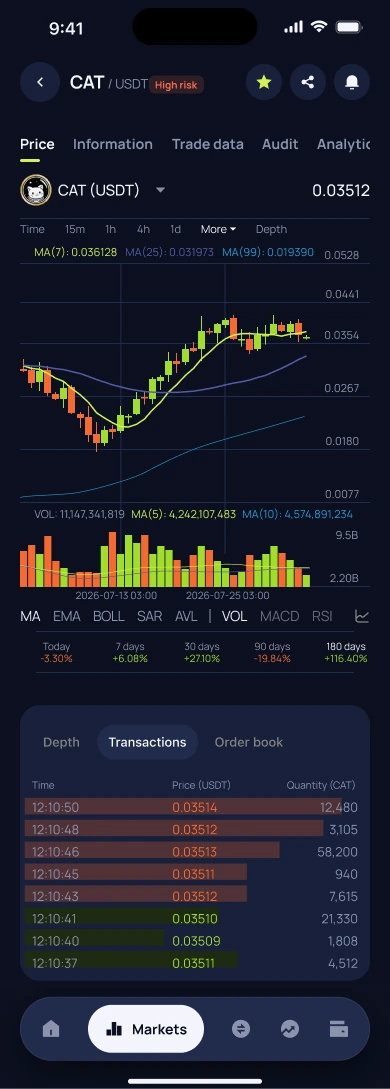 9:41
CAT / USDT High risk
Price Information Trade data Audit Analytic
CAT (USDT) 0.03512
Time 15m 1h 4h 1d More Depth
MA(7): 0.036128 MA(25): 0.031973 MA(99): 0.019390
0.0528
0.0441
0.0354
0.0267
0.0180
0.0077
VOL: 11,147,341,819 MA(5): 4,242,107,483 MA(10): 4,574,891,234
9.5B
2.20B
2026-07-13 03:00 2026-07-25 03:00
MA EMA BOLL SAR AVL | VOL MACD RSI
Today 7 days 30 days 90 days 180 days
-3.30% +6.08% +27.10% -19.84% +116.40%
Depth Transactions Order book
Time Price (USDT) Quantity (CAT)
12:10:50 0.03514 12,480
12:10:48 0.03512 3,105
12:10:46 0.03513 58,200
12:10:45 0.03511 940
12:10:43 0.03512 7,615
12:10:41 0.03510 21,330
12:10:40 0.03509 1,808
12:10:37 0.03511 4,512
Markets